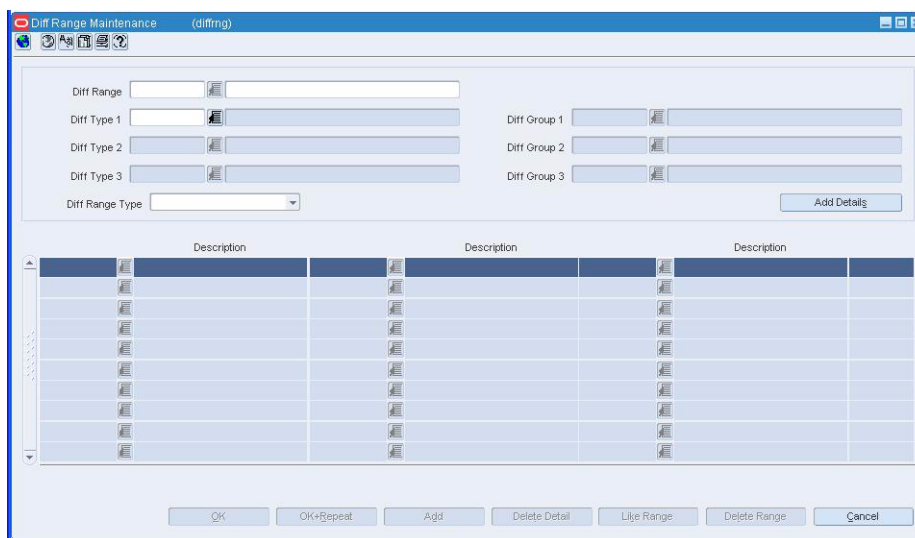 Diff Range Maintenance (diffrng)
Diff Range
Diff Type 1 Diff Group 1
Diff Type 2 Diff Group 2
Diff Type 3 Diff Group 3
Diff Range Type Add Details
Description Description Description
OK OK+Repeat Add Delete Detail Like Range Delete Range Cancel